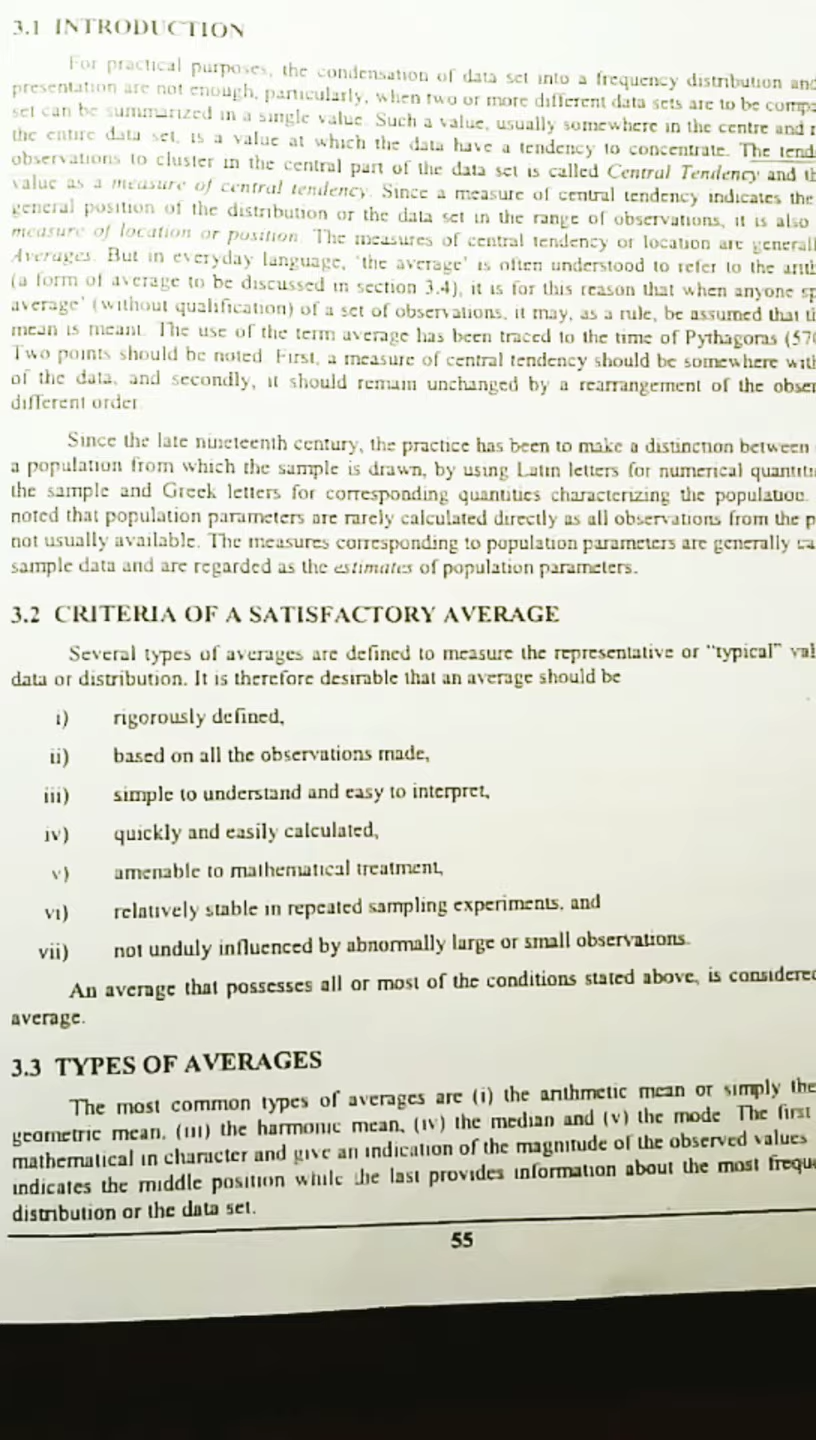 3.1 INTRODUCTION
For practical purposes, the condensation of data set into a frequency distribution and
presentation are not enough, particularly, when two or more different data sets are to be
set can be summarized in a single value. Such a value, usually somewhere in the centre and
the entire data set, is a value at which the data have a tendency to concentrate. The
observations to cluster in the central part of the data set is called Central Tendency and
value as a measure of central tendency. Since a measure of central tendency indicates the
general position of the distribution or the data set in the range of observations, it is also
measure of location or position. The measures of central tendency or location are
Averages. But in everyday language, 'the average' is often understood to refer to the
(a form of average to be discussed in section 3.4), it is for this reason that when anyone
average' (without qualification) of a set of observations, it may, as a rule, be assumed that
mean is meant. The use of the term average has been traced to the time of Pythagoras (570
Two points should be noted. First, a measure of central tendency should be somewhere
of the data, and secondly, it should remain unchanged by a rearrangement of the
different order.
Since the late nineteenth century, the practice has been to make a distinction between
a population from which the sample is drawn, by using Latin letters for numerical
the sample and Greek letters for corresponding quantities characterizing the population.
noted that population parameters are rarely calculated directly as all observations from the
not usually available. The measures corresponding to population parameters are generally
sample data and are regarded as the estimates of population parameters.
3.2 CRITERIA OF A SATISFACTORY AVERAGE
Several types of averages are defined to measure the representative or "typical"
data or distribution. It is therefore desirable that an average should be
i) rigorously defined,
ii) based on all the observations made,
iii) simple to understand and easy to interpret,
iv) quickly and easily calculated,
v) amenable to mathematical treatment,
vi) relatively stable in repeated sampling experiments, and
vii) not unduly influenced by abnormally large or small observations.
An average that possesses all or most of the conditions stated above, is
average.
3.3 TYPES OF AVERAGES
The most common types of averages are (i) the arithmetic mean or simply the
geometric mean, (iii) the harmonic mean, (iv) the median and (v) the mode. The first
mathematical in character and give an indication of the magnitude of the observed values
indicates the middle position while the last provides information about the most
distribution or the data set.
55